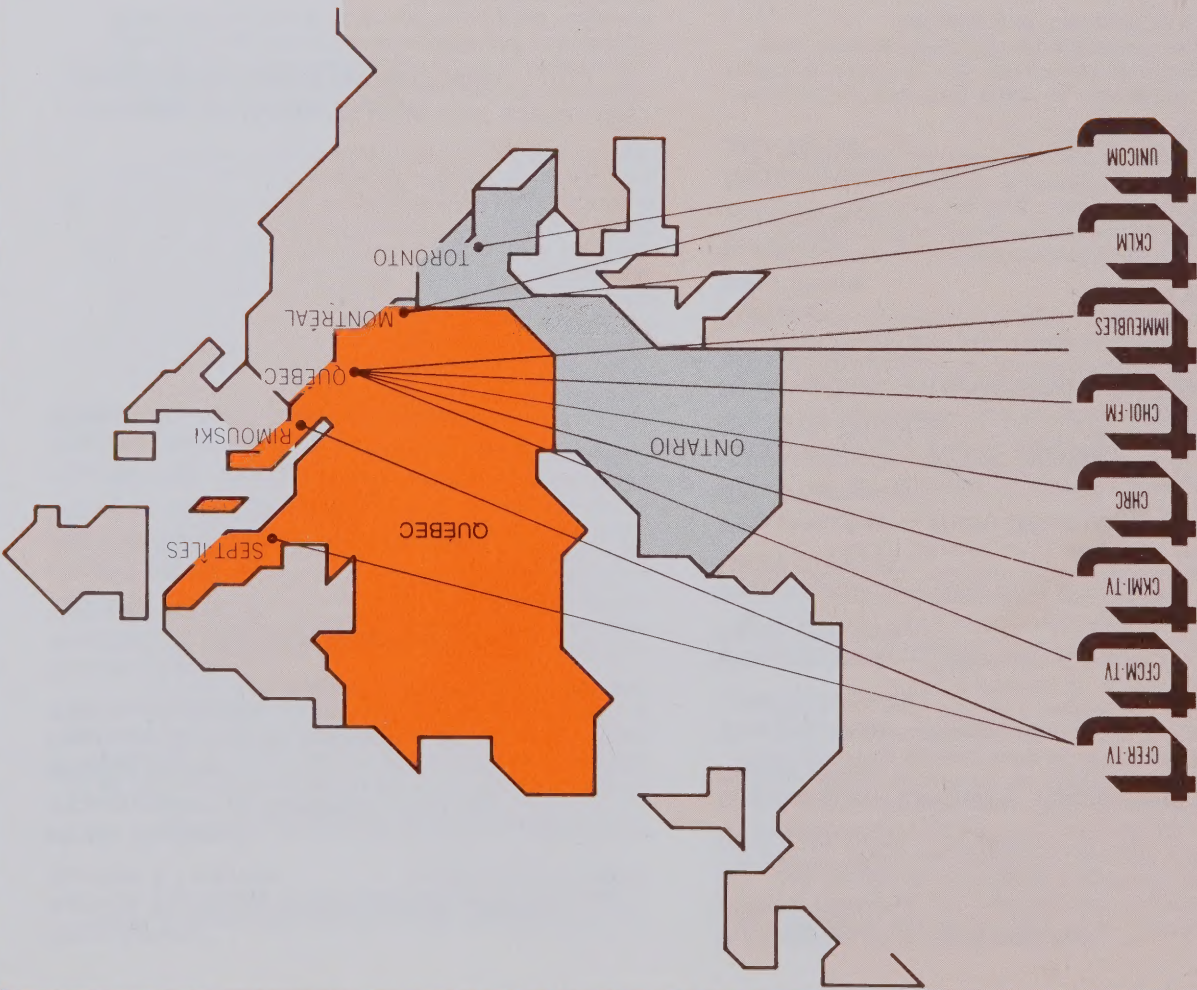 CFER-TV
CFCM-TV
CKMI-TV
CHRC
CHOI-FM
IMMEUBLES
CKLM
UNICOM
QUÉBEC
SEPT ÎLES
ONTARIO
RIMOUSKI
QUÉBEC
MONTRÉAL
TORONTO